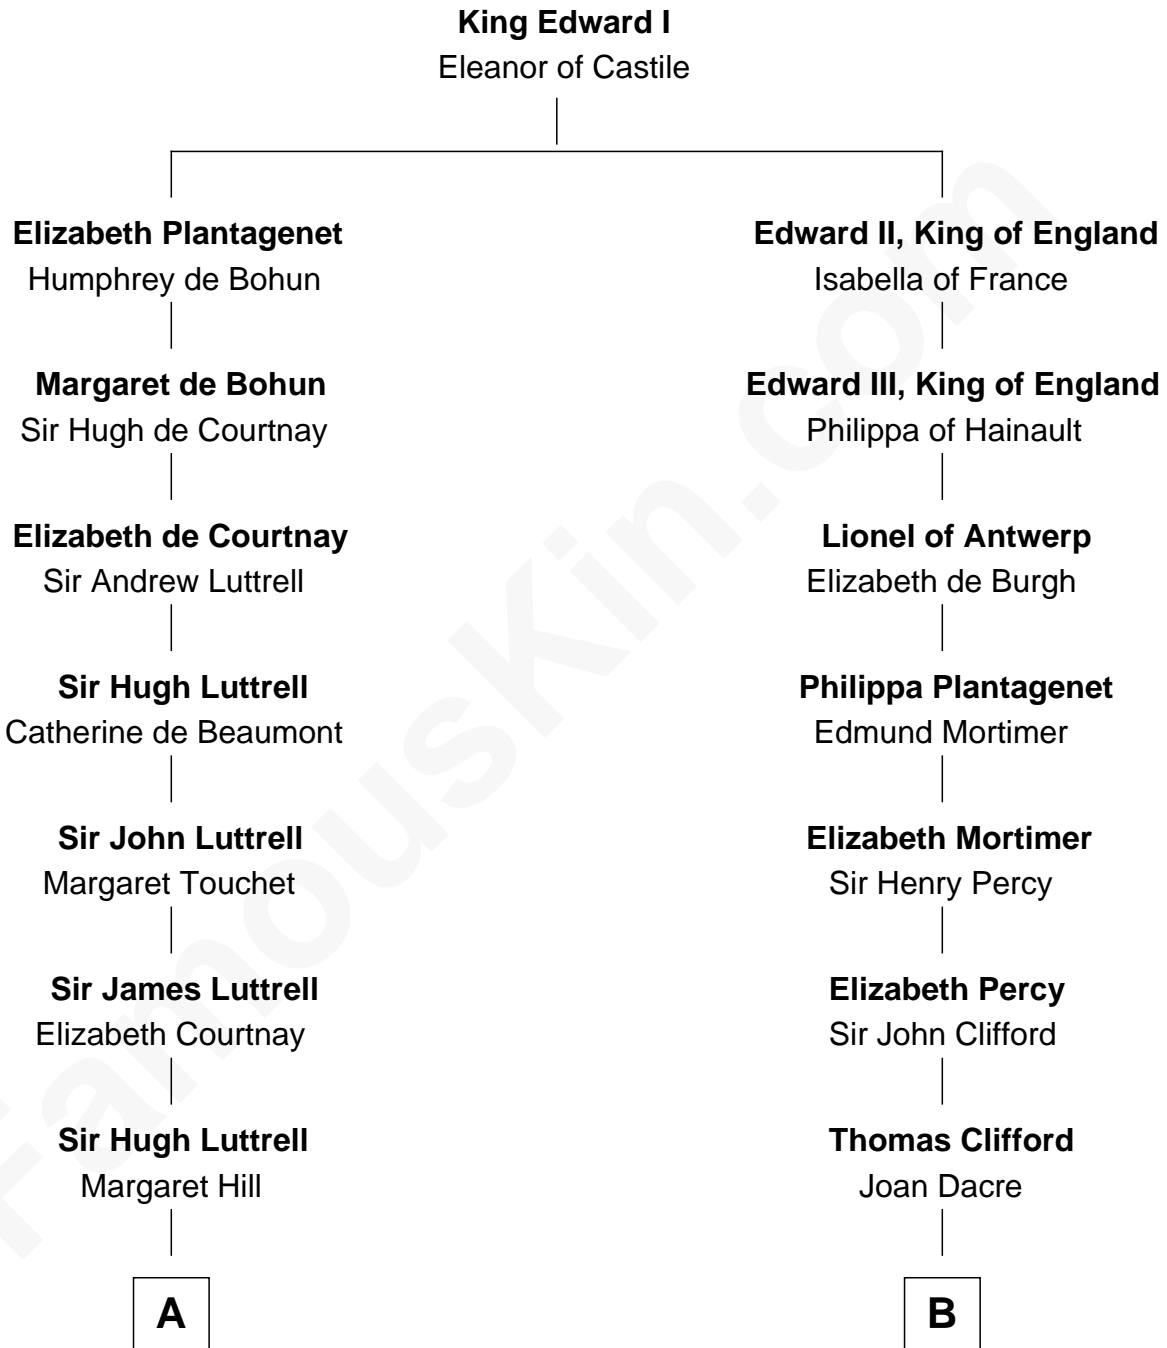 King Edward I
Eleanor of Castile
Elizabeth Plantagenet
Humphrey de Bohun
Margaret de Bohun
Sir Hugh de Courtnay
Elizabeth de Courtnay
Sir Andrew Luttrell
Sir Hugh Luttrell
Catherine de Beaumont
Sir John Luttrell
Margaret Touchet
Sir James Luttrell
Elizabeth Courtnay
Sir Hugh Luttrell
Margaret Hill
A
Edward II, King of England
Isabella of France
Edward III, King of England
Philippa of Hainault
Lionel of Antwerp
Elizabeth de Burgh
Philippa Plantagenet
Edmund Mortimer
Elizabeth Mortimer
Sir Henry Percy
Elizabeth Percy
Sir John Clifford
Thomas Clifford
Joan Dacre
B
FamousKin.com